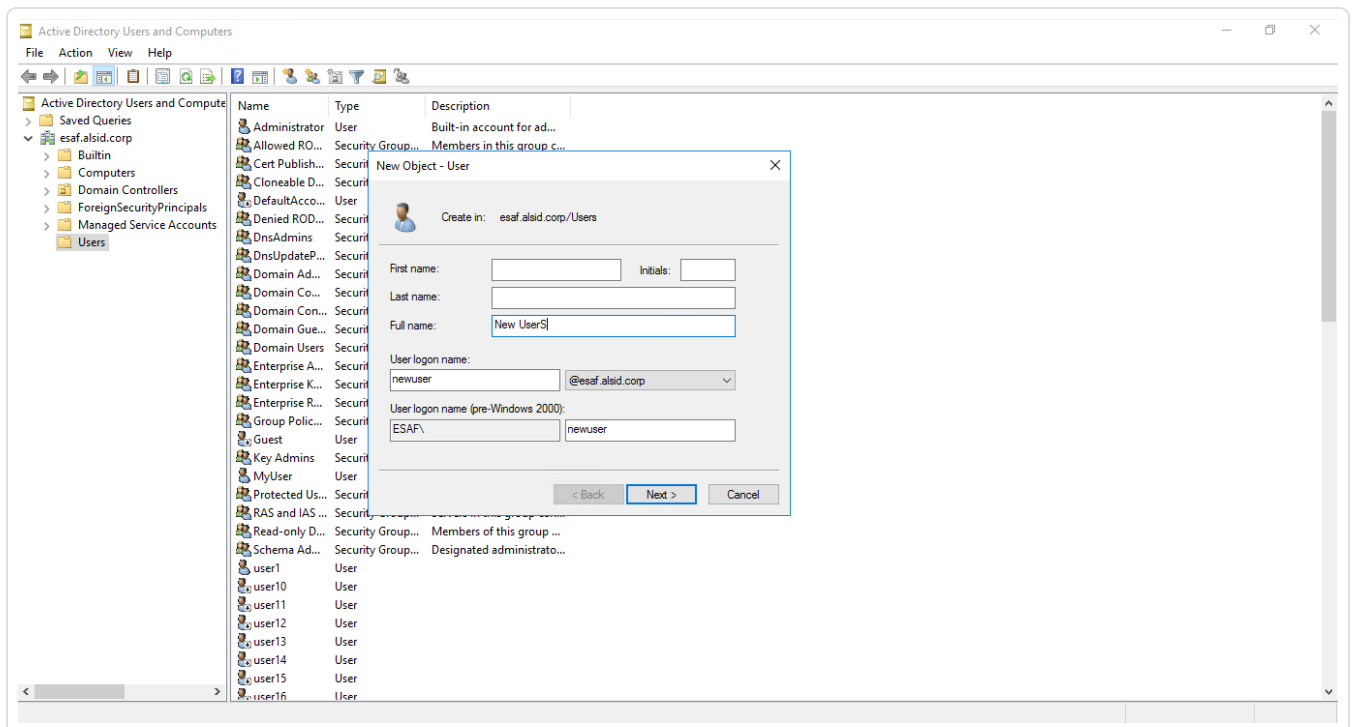 Active Directory Users and Computers
File Action View Help
Active Directory Users and Compute
Saved Queries
esaf.alsid.corp
Builtin
Computers
Domain Controllers
ForeignSecurityPrincipals
Managed Service Accounts
Users
Name Type Description
Administrator User Built-in account for ad...
Allowed RO... Security Group... Members in this group c...
Cert Publish... Securit
Cloneable D... Securit
DefaultAcco... User
Denied ROD... Securit
DnsAdmins Securit
DnsUpdateP... Securit
Domain Ad... Securit
Domain Co... Securit
Domain Con... Securit
Domain Gue... Securit
Domain Users Securit
Enterprise A... Securit
Enterprise K... Securit
Enterprise R... Securit
Group Polic... Securit
Guest User
Key Admins Securit
MyUser User
Protected Us... Securit
RAS and IAS ... Security Group... Servers in this group can...
Read-only D... Security Group... Members of this group ...
Schema Ad... Security Group... Designated administrato...
user1 User
user10 User
user11 User
user12 User
user13 User
user14 User
user15 User
user16 User
New Object - User
Create in: esaf.alsid.corp/Users
First name: Initials:
Last name:
Full name: New UserS
User logon name:
newuser @esaf.alsid.corp
User logon name (pre-Windows 2000):
ESAF\ newuser
< Back Next > Cancel